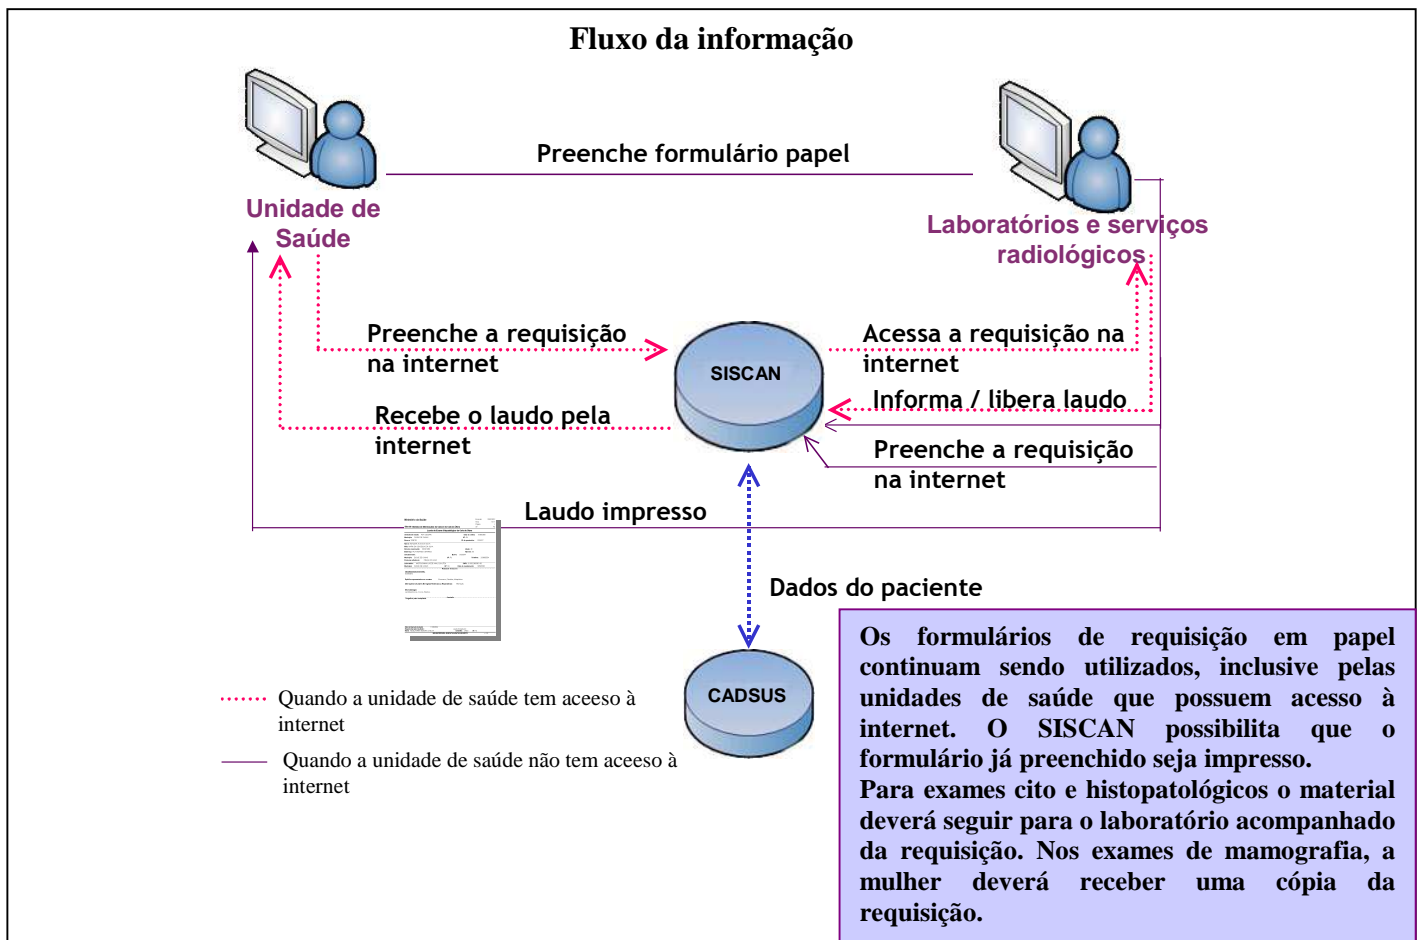 Fluxo da informação
Preenche formulário papel
Unidade de
Saúde
Laboratórios e serviços
radiológicos
Preenche a requisição
na internet
Acessa a requisição na
internet
SISCAN
Recebe o laudo pela
internet
Informa / libera laudo
Preenche a requisição
na internet
Laudo impresso
Dados do paciente
CADSUS
Quando a unidade de saúde tem aceeso à
internet
Quando a unidade de saúde não tem aceeso à
internet
Os formulários de requisição em papel
continuam sendo utilizados, inclusive pelas
unidades de saúde que possuem acesso à
internet. O SISCAN possibilita que o
formulário já preenchido seja impresso.
Para exames cito e histopatológicos o material
deverá seguir para o laboratório acompanhado
da requisição. Nos exames de mamografia, a
mulher deverá receber uma cópia da
requisição.